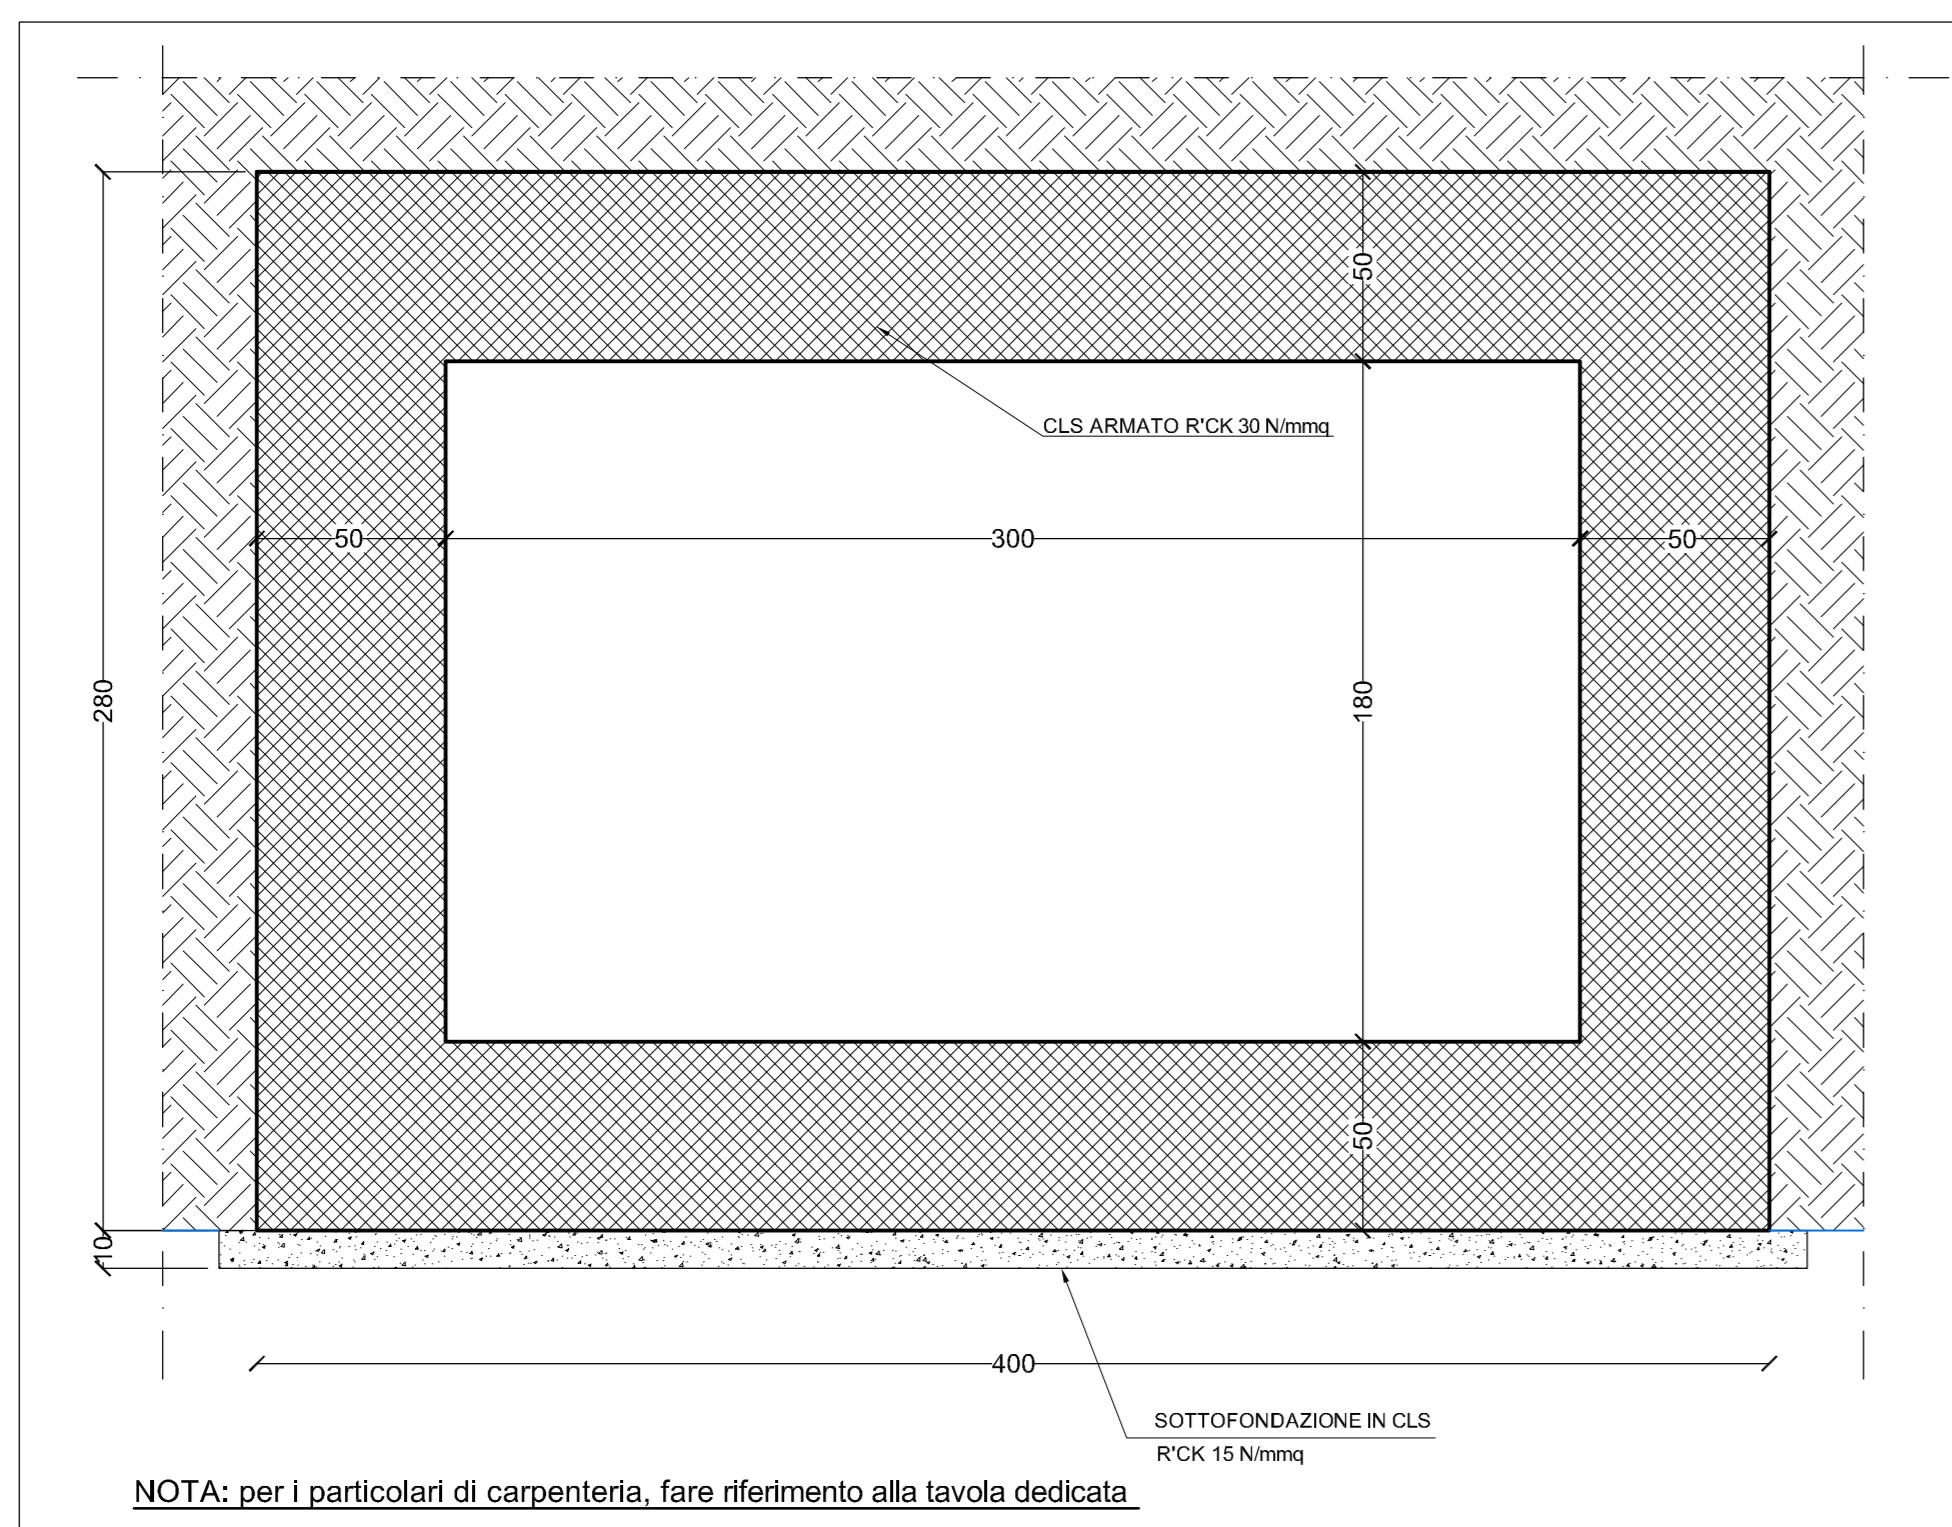 50
CLS ARMATO R'CK 30 N/mmq
50
300
50
280
180
50
10
400
SOTTOFONDAZIONE IN CLS
R'CK 15 N/mmq
NOTA: per i particolari di carpenteria, fare riferimento alla tavola dedicata